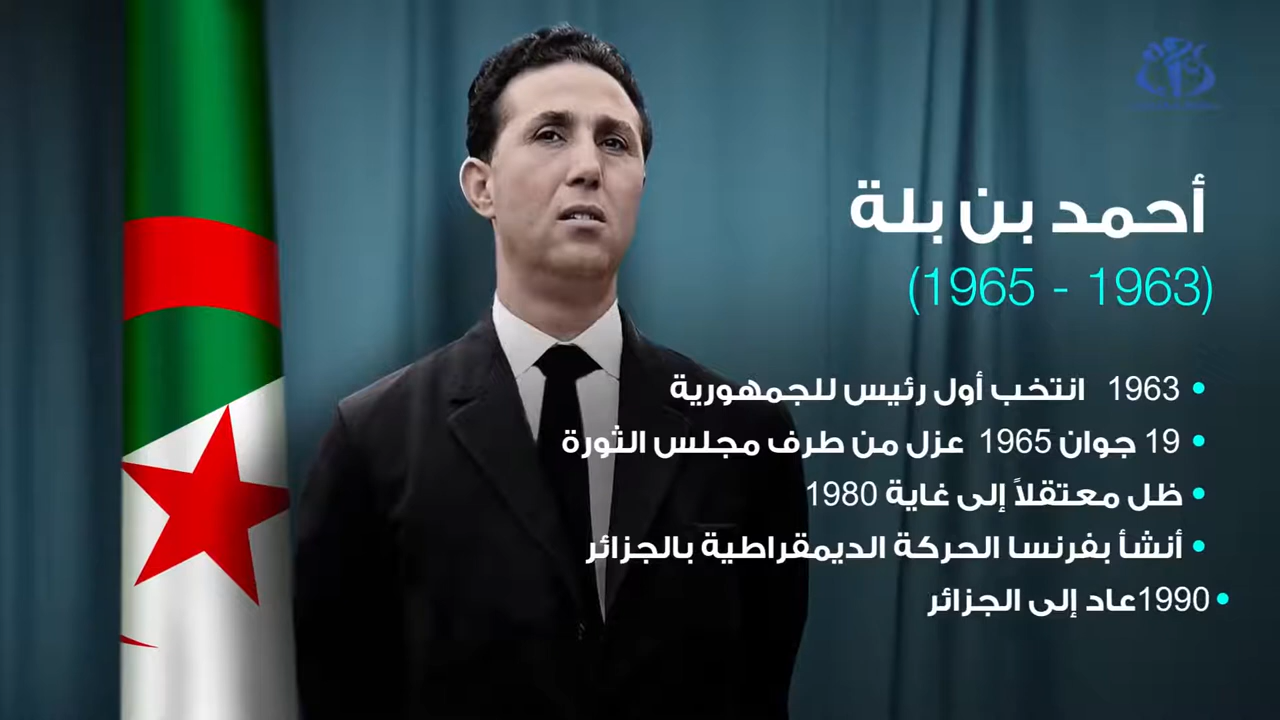 أحمد بن بلة
(1963 - 1965)
• 1963 انتخب أول رئيس للجمهورية
• 19 جوان 1965 عزل من طرف مجلس الثورة
• ظل معتقلاً إلى غاية 1980
• أنشأ بفرنسا الحركة الديمقراطية بالجزائر
• 1990عاد إلى الجزائر